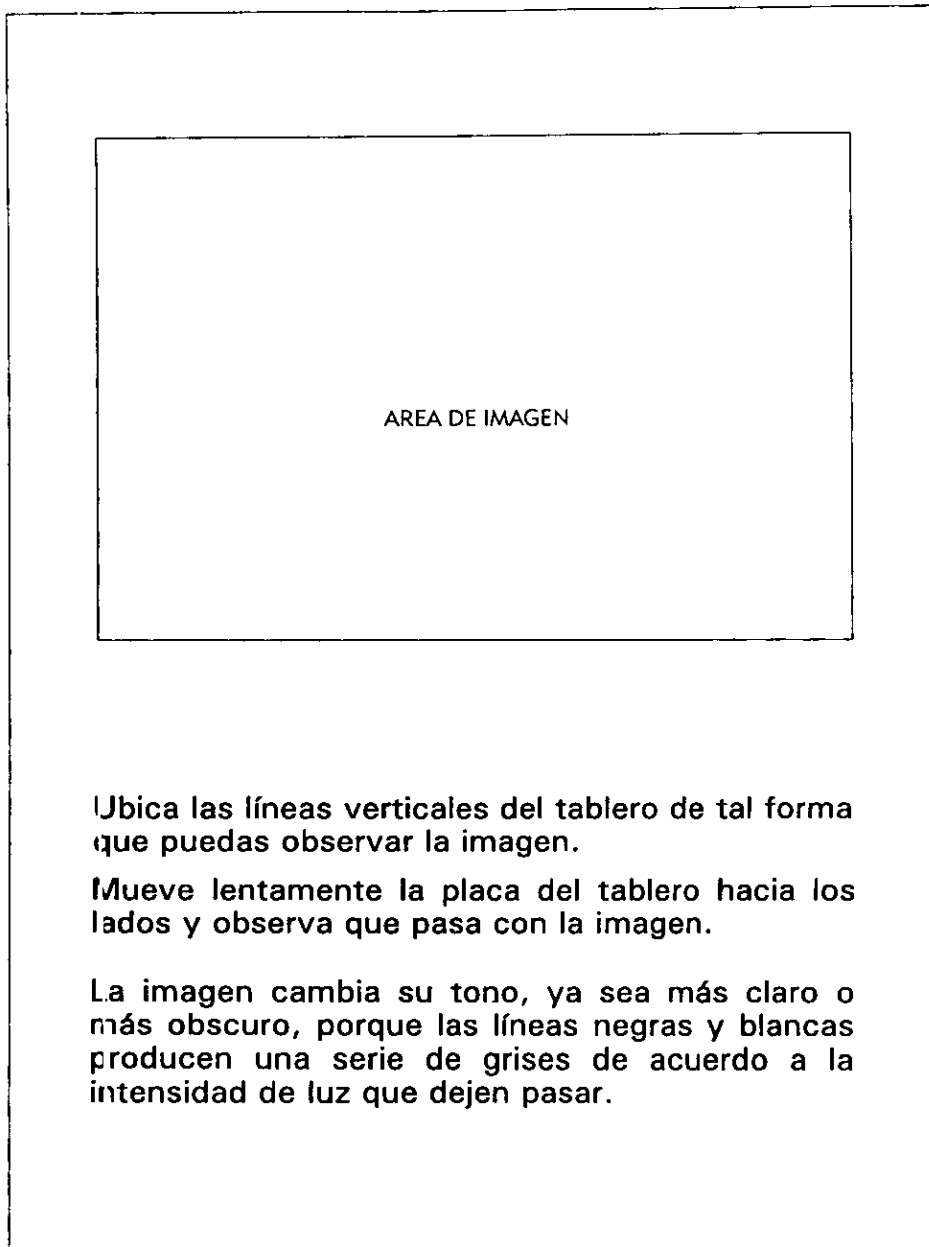 AREA DE IMAGEN
Ubica las líneas verticales del tablero de tal forma
que puedas observar la imagen.
Mueve lentamente la placa del tablero hacia los
lados y observa que pasa con la imagen.
La imagen cambia su tono, ya sea más claro o
más obscuro, porque las líneas negras y blancas
producen una serie de grises de acuerdo a la
intensidad de luz que dejen pasar.